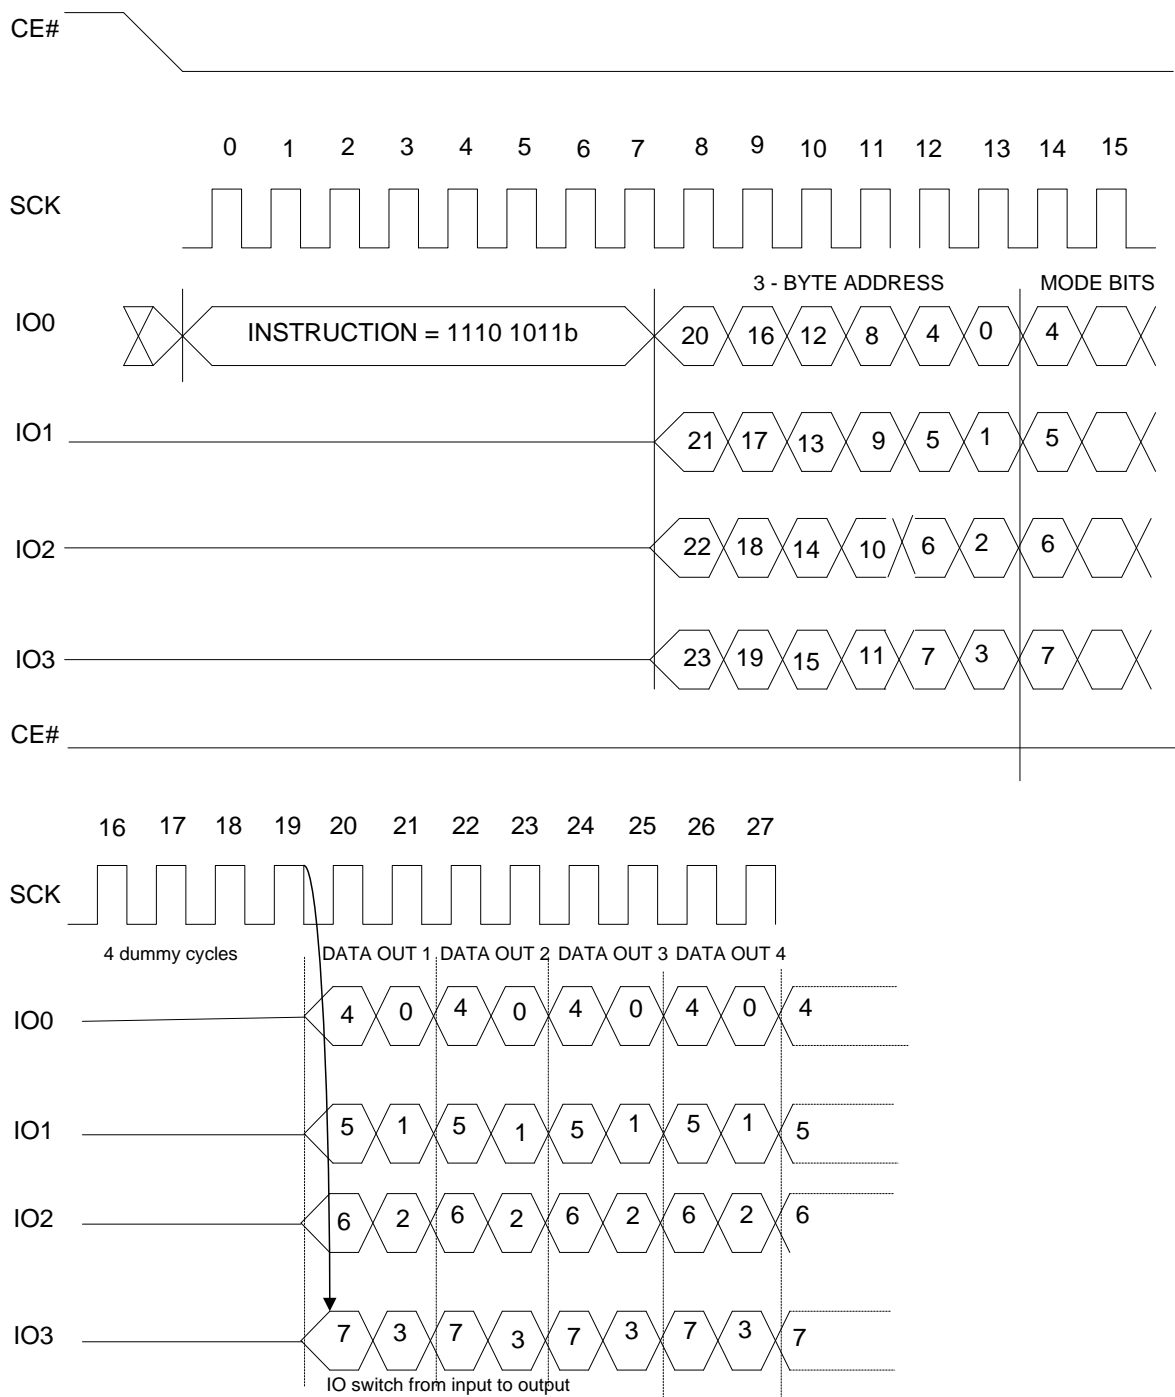 CE#
0 1 2 3 4 5 6 7 8 9 10 11 12 13 14 15
SCK
3 - BYTE ADDRESS MODE BITS
IO0 INSTRUCTION = 1110 1011b 20 16 12 8 4 0 4
IO1 21 17 13 9 5 1 5
IO2 22 18 14 10 6 2 6
IO3 23 19 15 11 7 3 7
CE#
16 17 18 19 20 21 22 23 24 25 26 27
SCK
4 dummy cycles DATA OUT 1 DATA OUT 2 DATA OUT 3 DATA OUT 4
IO0 4 0 4 0 4 0 4 0 4
IO1 5 1 5 1 5 1 5 1 5
IO2 6 2 6 2 6 2 6 2 6
IO3 7 3 7 3 7 3 7 3 7
IO switch from input to output